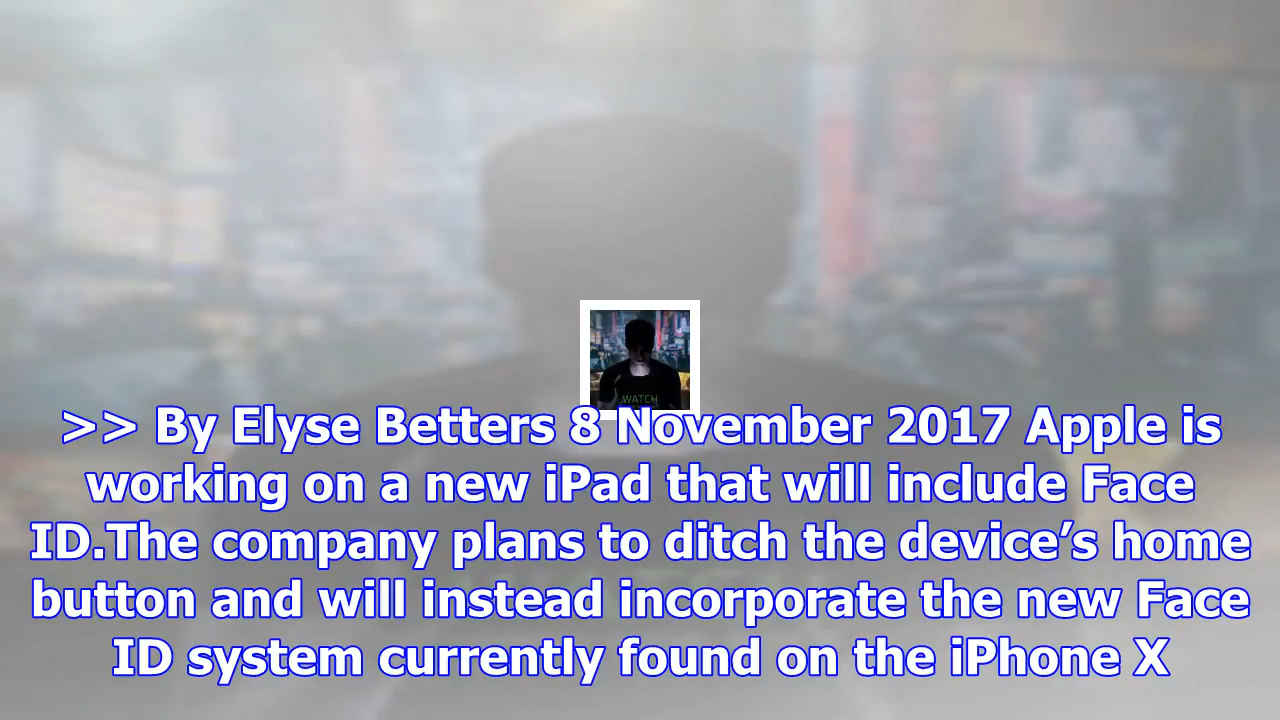 WATCH
>> By Elyse Betters 8 November 2017 Apple is
working on a new iPad that will include Face
ID.The company plans to ditch the device’s home
button and will instead incorporate the new Face
ID system currently found on the iPhone X